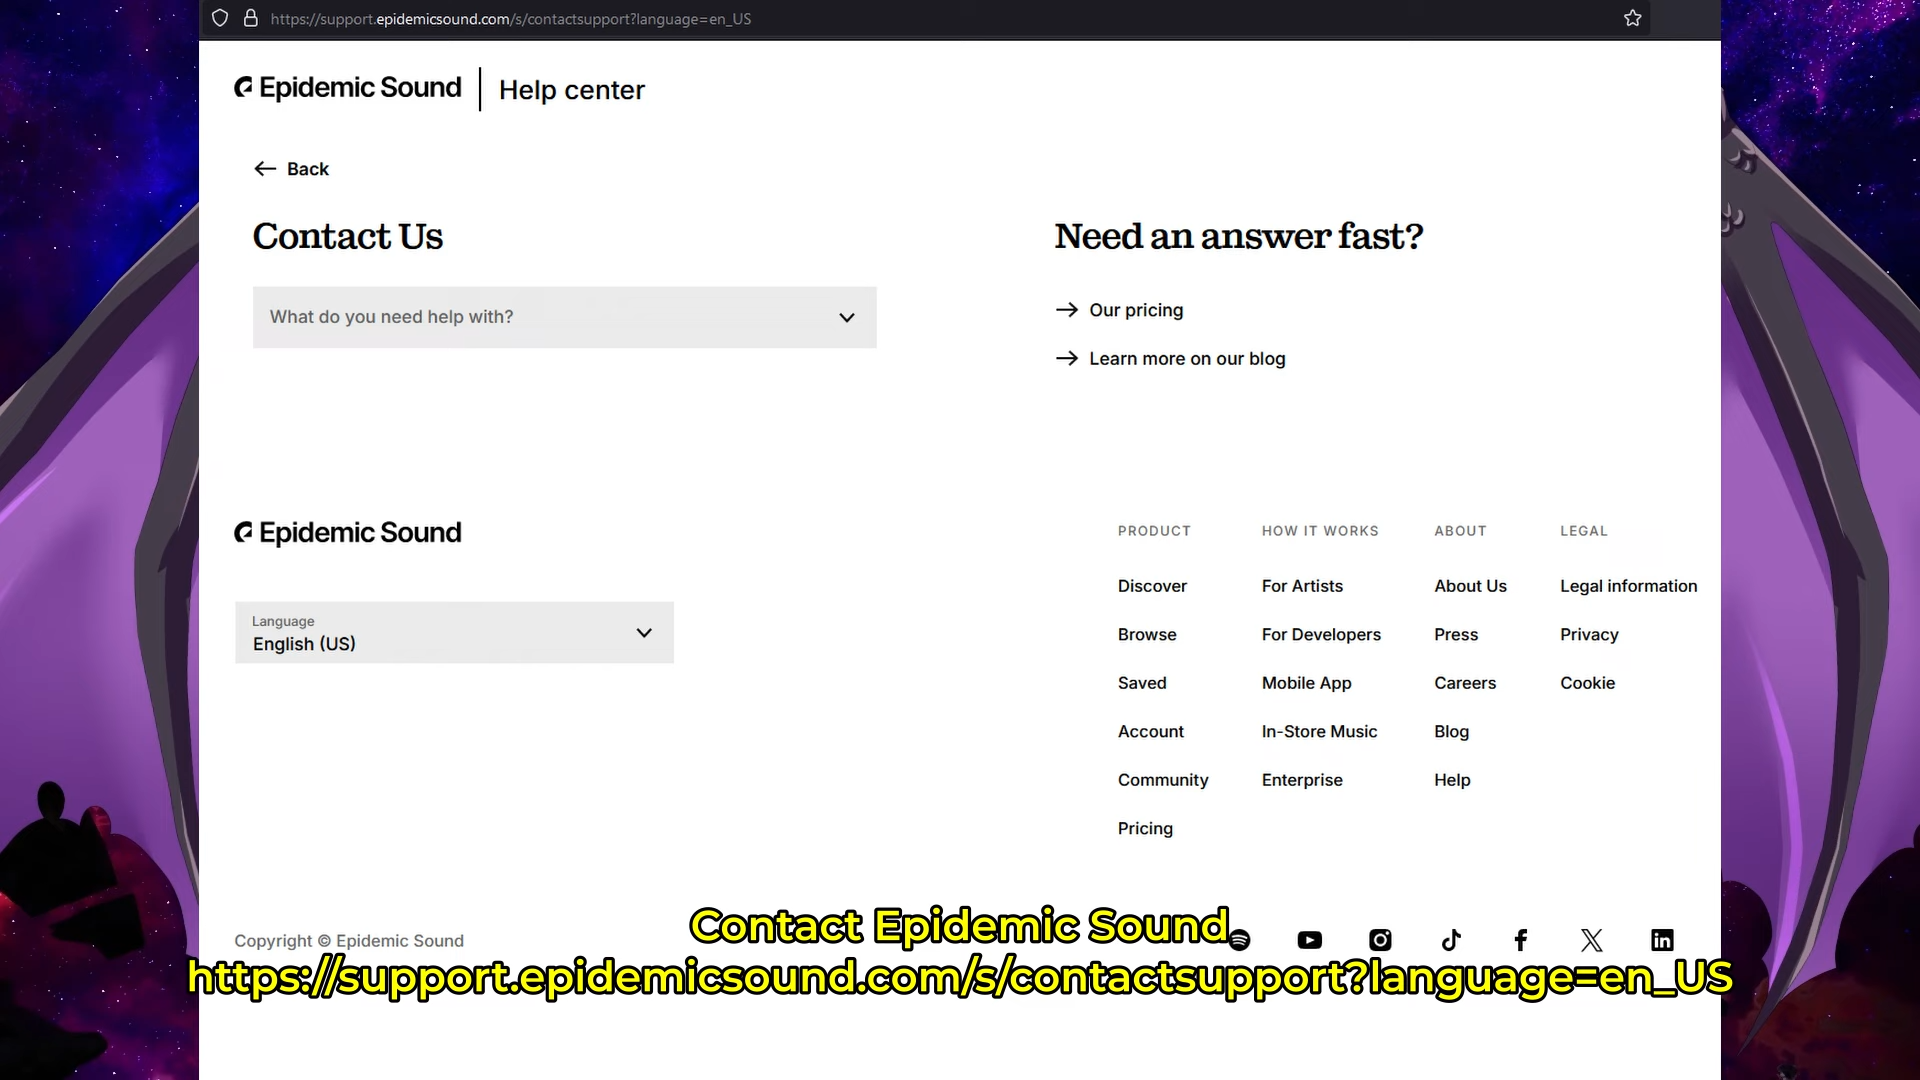 https://support.epidemicsound.com/s/contactsupport?language=en_US
Epidemic Sound
Help center
Back
Contact Us
What do you need help with?
Need an answer fast?
Our pricing
Learn more on our blog
Epidemic Sound
Language
English (US)
PRODUCT
Discover
Browse
Saved
Account
Community
Pricing
HOW IT WORKS
For Artists
For Developers
Mobile App
In-Store Music
Enterprise
ABOUT
About Us
Press
Careers
Blog
Help
LEGAL
Legal information
Privacy
Cookie
Copyright © Epidemic Sound
Contact Epidemic Sound
https://support.epidemicsound.com/s/contactsupport?language=en_US